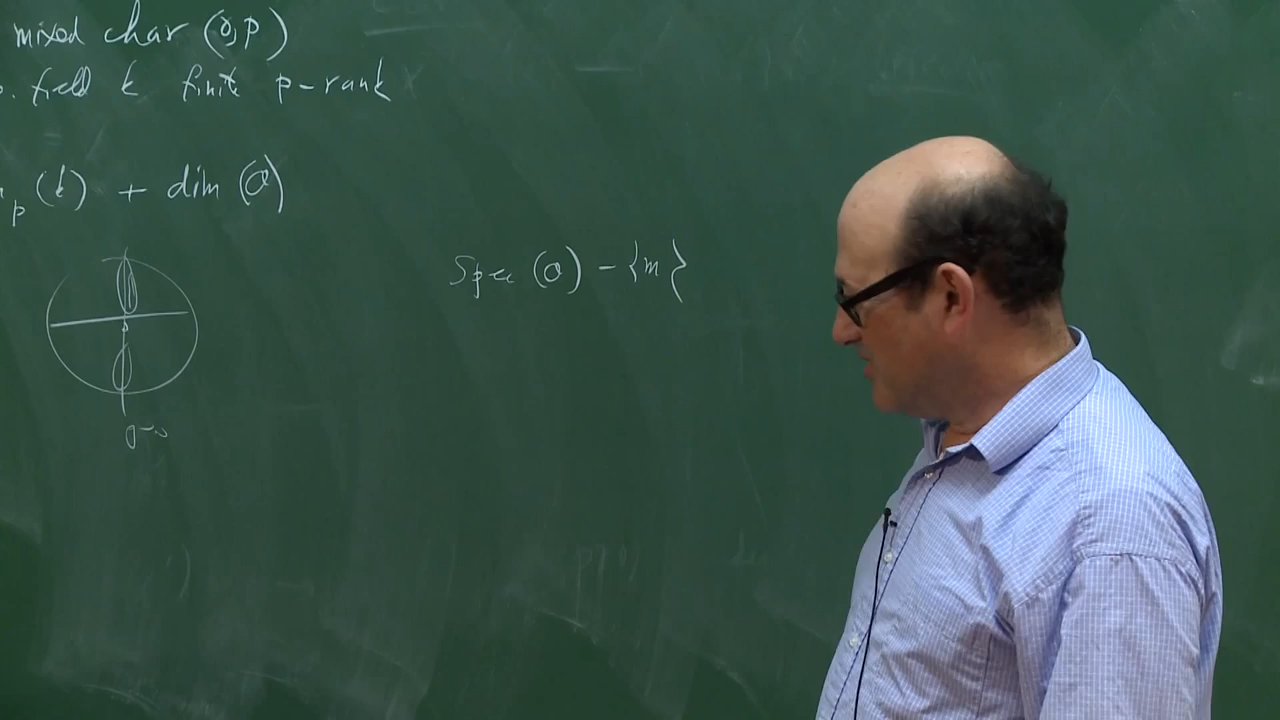 mixed char (0,p)
. field k finite p-rank
p (k) + dim (O)
Spec (O) - {m}